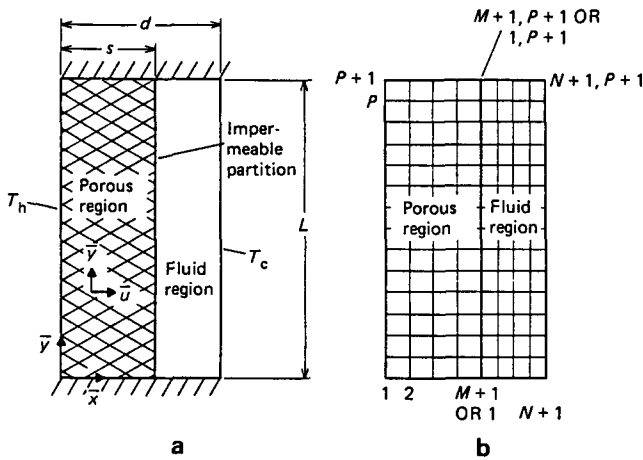 d
s
Imper-
meable
partition
Porous
region
T_h
L
T_c
Fluid
region
v̅
u̅
y̅
x̅
a
M + 1, P + 1 OR
1, P + 1
P + 1
N + 1, P + 1
P
Porous
region
Fluid
region
1 2 M + 1
OR 1 N + 1
b